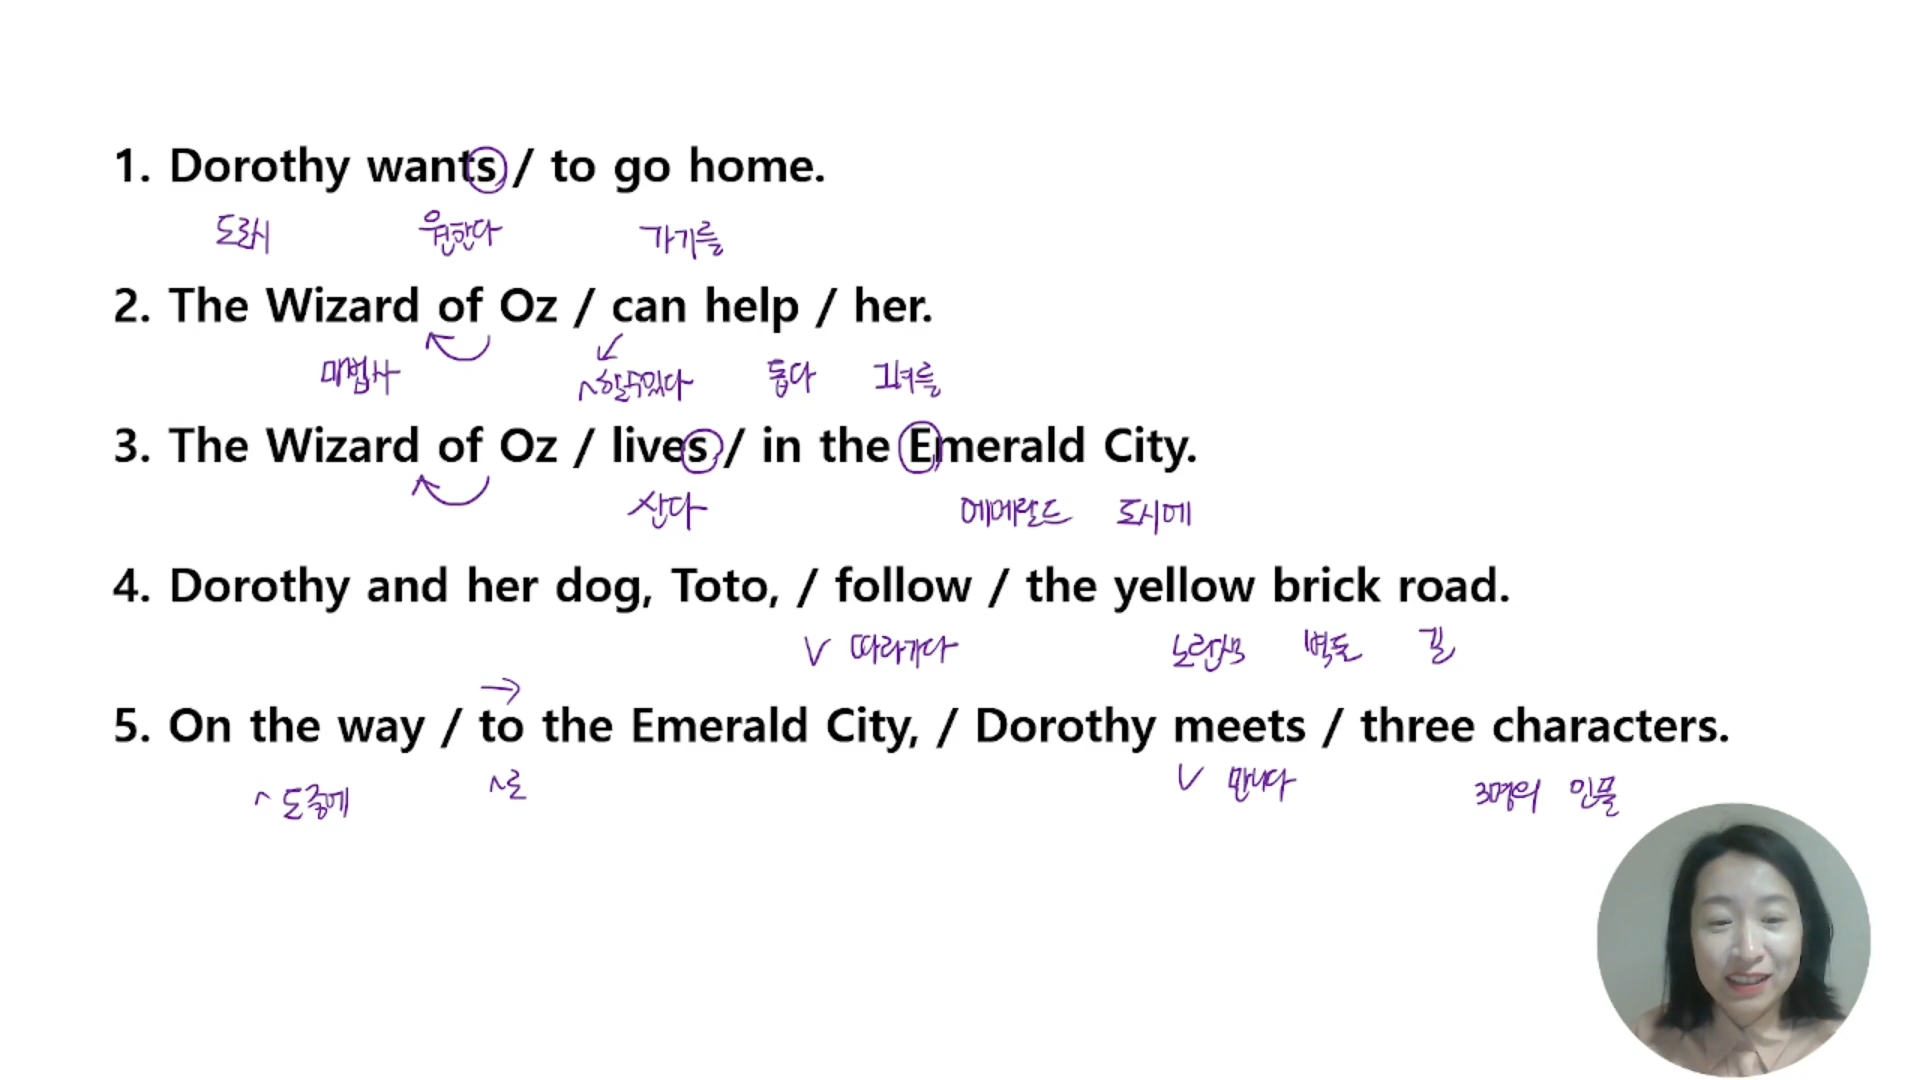 1. Dorothy wants / to go home.
도로시 원한다 가기를
2. The Wizard of Oz / can help / her.
마법사 ~할수있다 돕다 그녀를
3. The Wizard of Oz / lives / in the Emerald City.
산다 에메랄드 도시에
4. Dorothy and her dog, Toto, / follow / the yellow brick road.
V 따라가다 노란색 벽돌 길
5. On the way / to the Emerald City, / Dorothy meets / three characters.
~ 도중에 ~로 V 만나다 3명의 인물